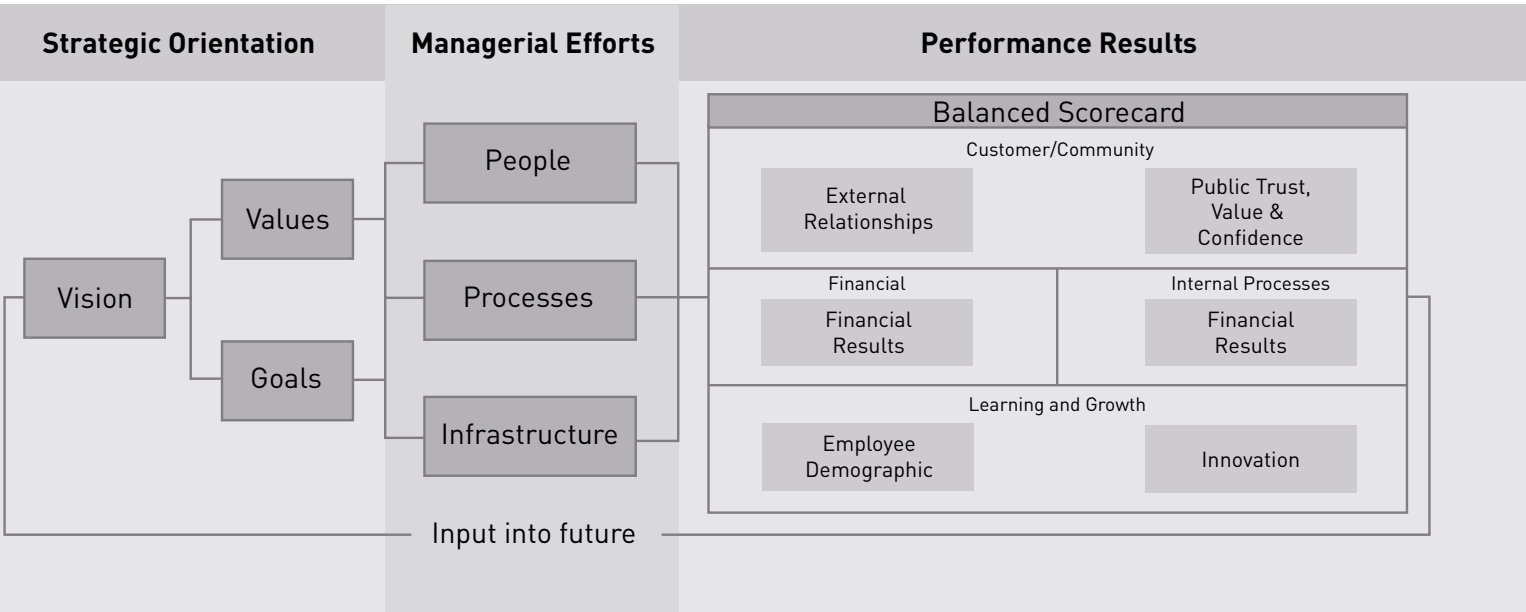 Strategic Orientation
Managerial Efforts
Performance Results
Vision
Values
Goals
People
Processes
Infrastructure
Balanced Scorecard
Customer/Community
External
Relationships
Public Trust,
Value &
Confidence
Financial
Financial
Results
Internal Processes
Financial
Results
Learning and Growth
Employee
Demographic
Innovation
Input into future